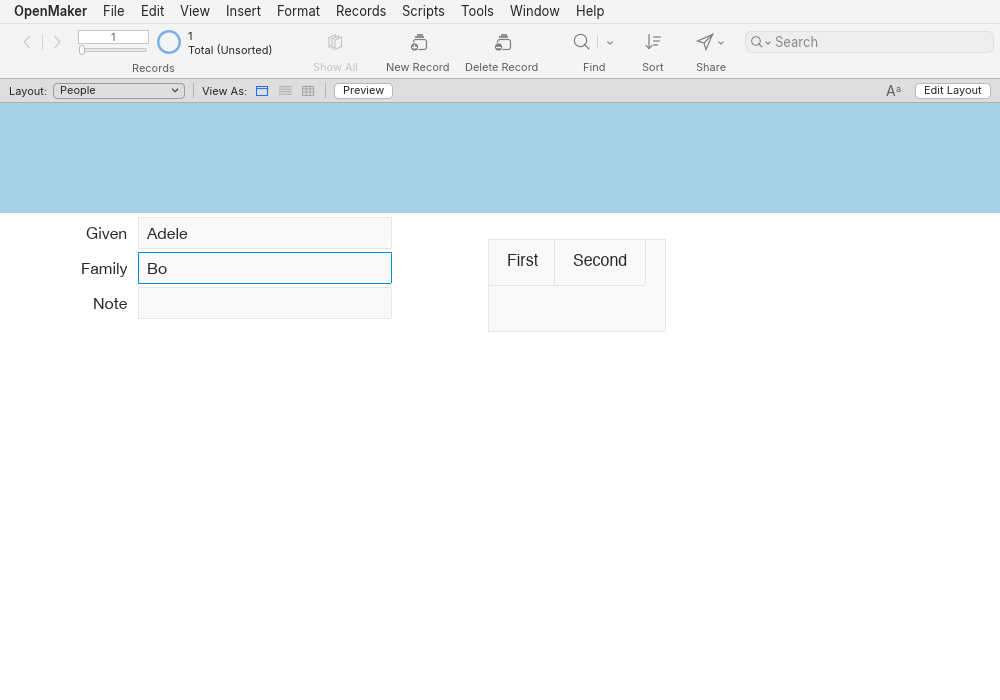 OpenMaker File Edit View Insert Format Records Scripts Tools Window Help
1
1
Total (Unsorted)
Search
Records
Show All
New Record
Delete Record
Find
Sort
Share
Layout: People View As: Preview Aa Edit Layout
Given Adele
Family Bo
Note
First Second